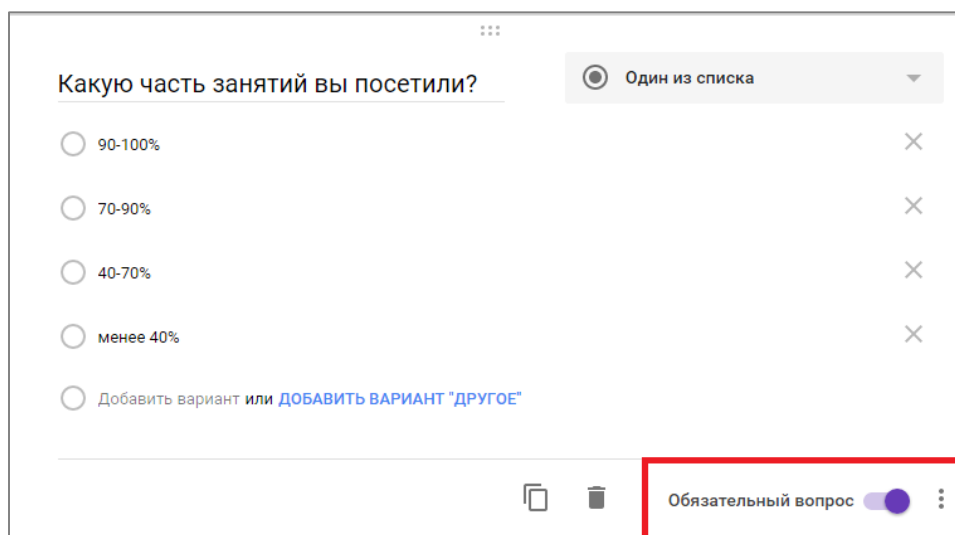 Какую часть занятий вы посетили?
Один из списка
90-100%
70-90%
40-70%
менее 40%
Добавить вариант или ДОБАВИТЬ ВАРИАНТ "ДРУГОЕ"
Обязательный вопрос